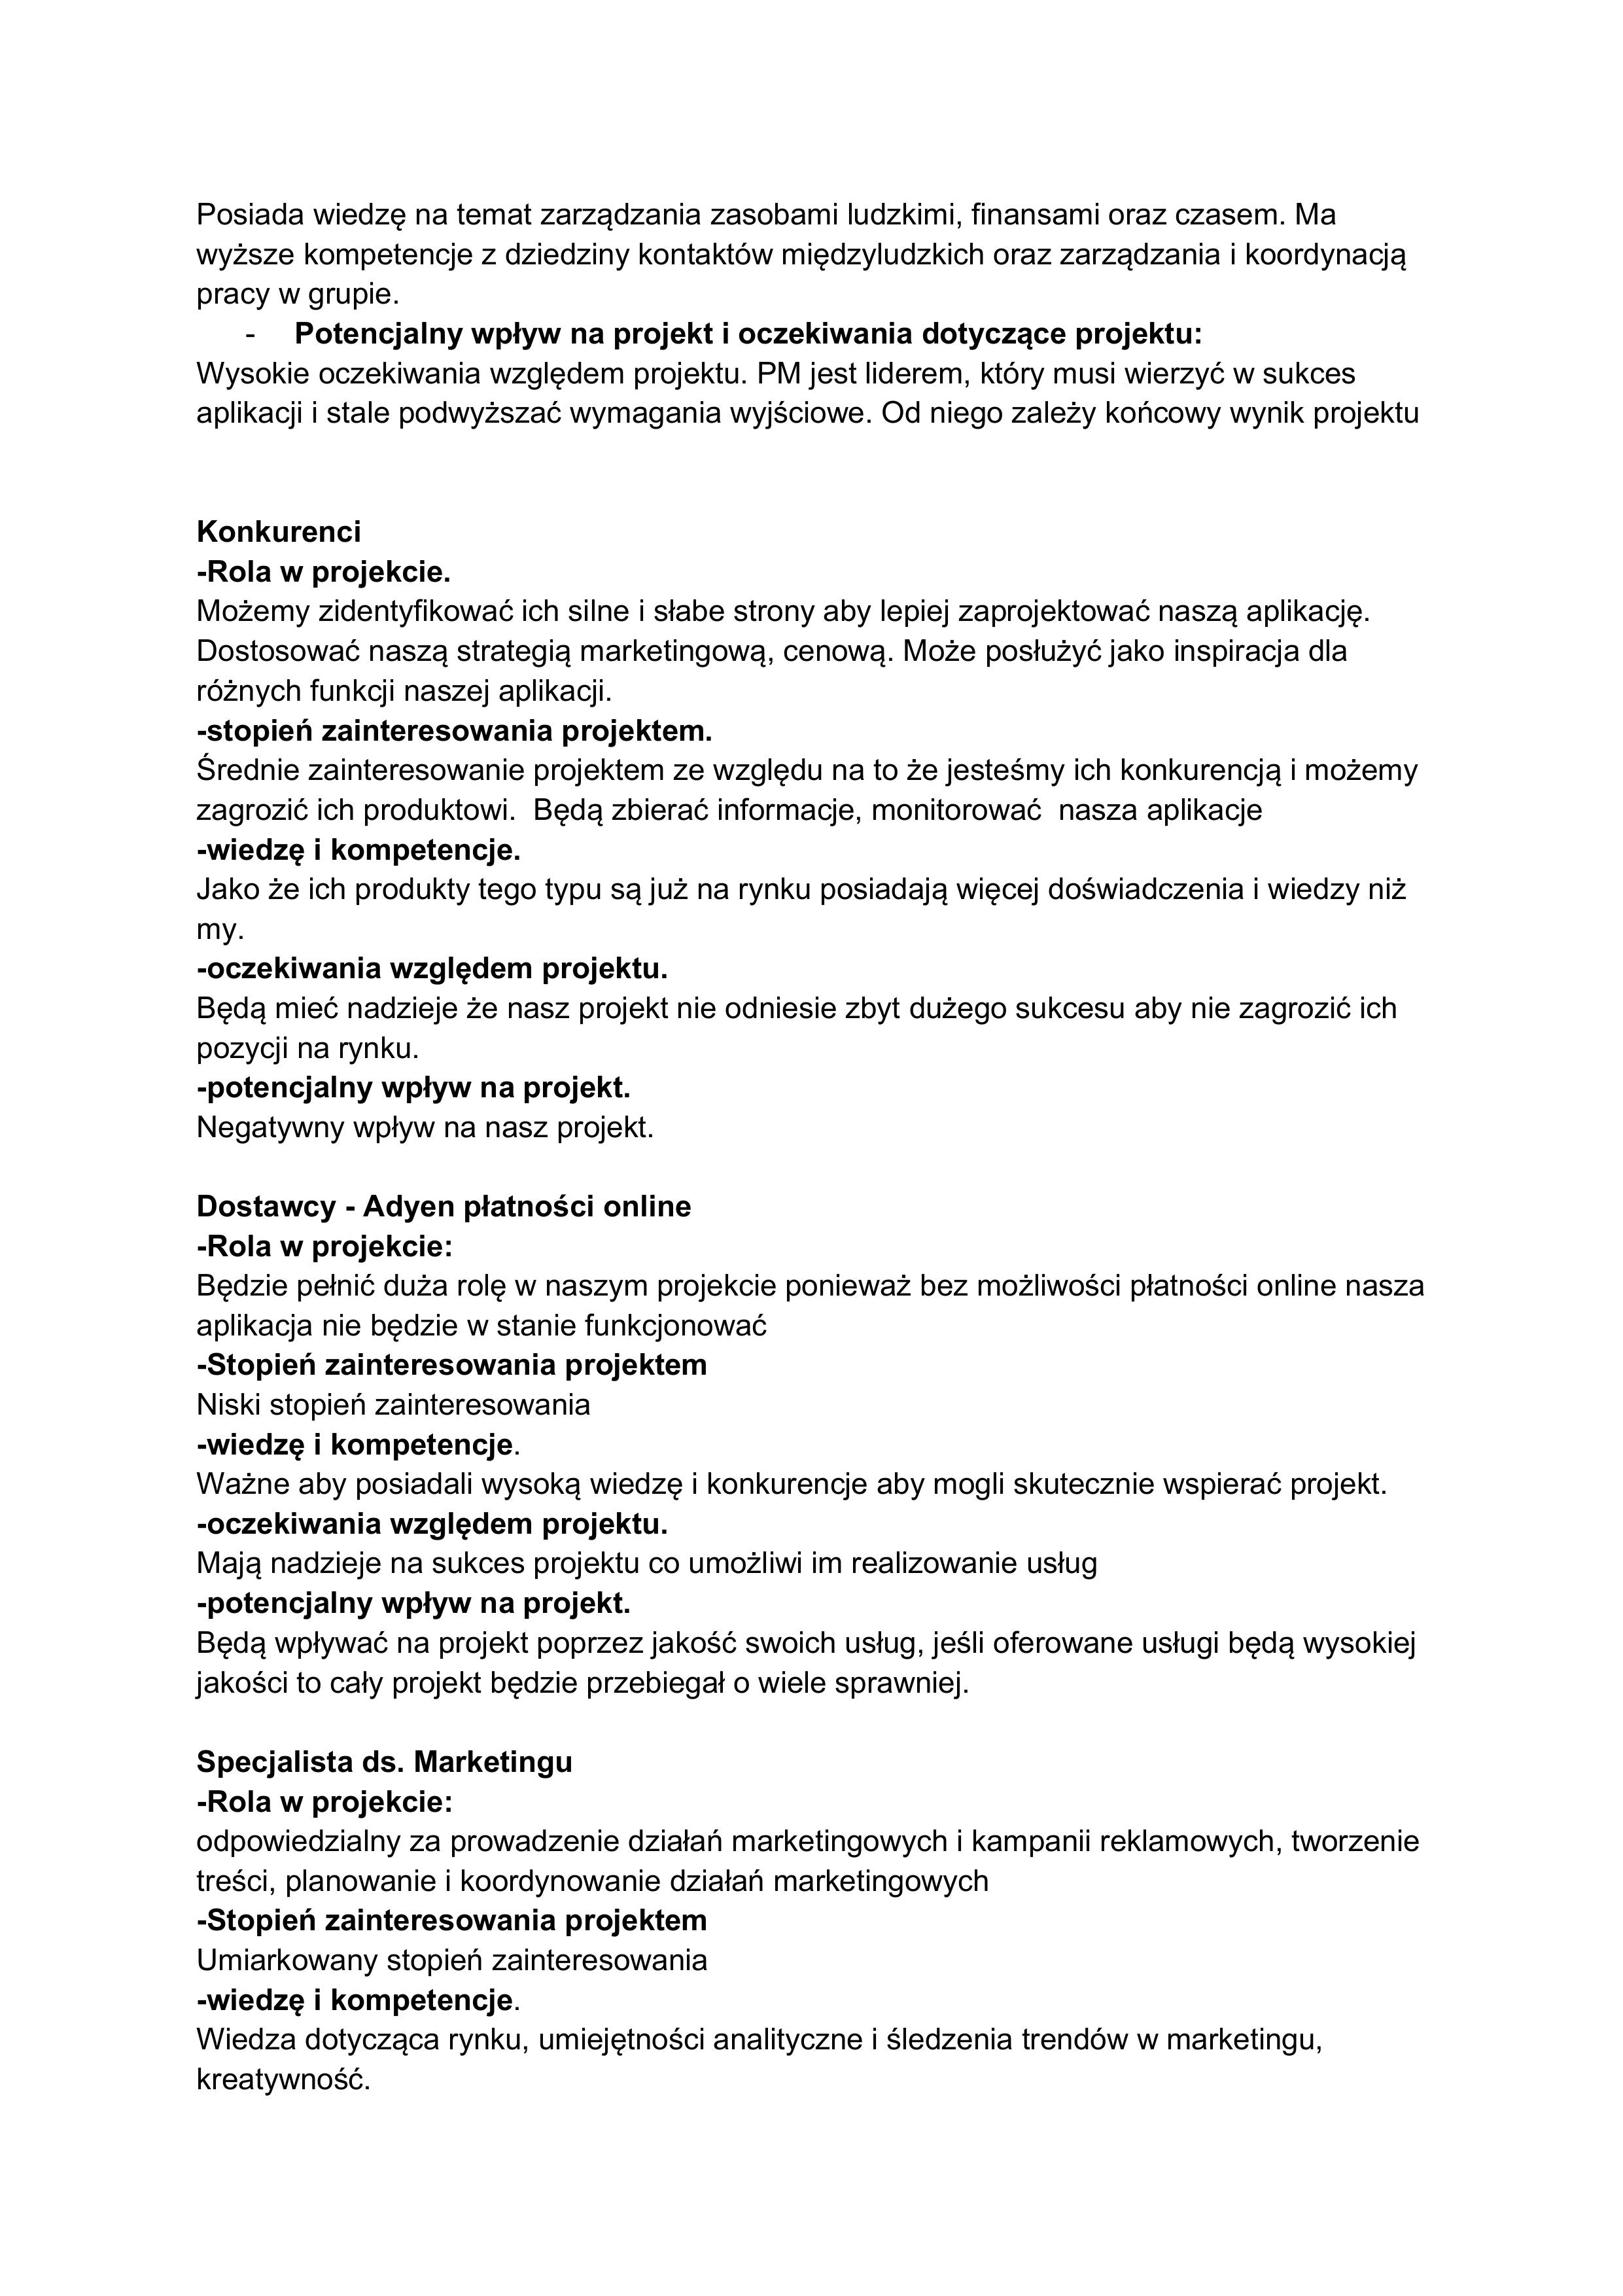 Posiada wiedzę na temat zarządzania zasobami ludzkimi, finansami oraz czasem. Ma
wyższe kompetencje z dziedziny kontaktów międzyludzkich oraz zarządzania i koordynacją
pracy w grupie.
- Potencjalny wpływ na projekt i oczekiwania dotyczące projektu:
Wysokie oczekiwania względem projektu. PM jest liderem, który musi wierzyć w sukces
aplikacji i stale podwyższać wymagania wyjściowe. Od niego zależy końcowy wynik projektu
Konkurenci
-Rola w projekcie.
Możemy zidentyfikować ich silne i słabe strony aby lepiej zaprojektować naszą aplikację.
Dostosować naszą strategią marketingową, cenową. Może posłużyć jako inspiracja dla
różnych funkcji naszej aplikacji.
-stopień zainteresowania projektem.
Średnie zainteresowanie projektem ze względu na to że jesteśmy ich konkurencją i możemy
zagrozić ich produktowi.  Będą zbierać informacje, monitorować  nasza aplikacje
-wiedzę i kompetencje.
Jako że ich produkty tego typu są już na rynku posiadają więcej doświadczenia i wiedzy niż
my.
-oczekiwania względem projektu.
Będą mieć nadzieje że nasz projekt nie odniesie zbyt dużego sukcesu aby nie zagrozić ich
pozycji na rynku.
-potencjalny wpływ na projekt.
Negatywny wpływ na nasz projekt.
Dostawcy - Adyen płatności online
-Rola w projekcie:
Będzie pełnić duża rolę w naszym projekcie ponieważ bez możliwości płatności online nasza
aplikacja nie będzie w stanie funkcjonować
-Stopień zainteresowania projektem
Niski stopień zainteresowania
-wiedzę i kompetencje.
Ważne aby posiadali wysoką wiedzę i konkurencje aby mogli skutecznie wspierać projekt.
-oczekiwania względem projektu.
Mają nadzieje na sukces projektu co umożliwi im realizowanie usług
-potencjalny wpływ na projekt.
Będą wpływać na projekt poprzez jakość swoich usług, jeśli oferowane usługi będą wysokiej
jakości to cały projekt będzie przebiegał o wiele sprawniej.
Specjalista ds. Marketingu
-Rola w projekcie:
odpowiedzialny za prowadzenie działań marketingowych i kampanii reklamowych, tworzenie
treści, planowanie i koordynowanie działań marketingowych
-Stopień zainteresowania projektem
Umiarkowany stopień zainteresowania
-wiedzę i kompetencje.
Wiedza dotycząca rynku, umiejętności analityczne i śledzenia trendów w marketingu,
kreatywność.